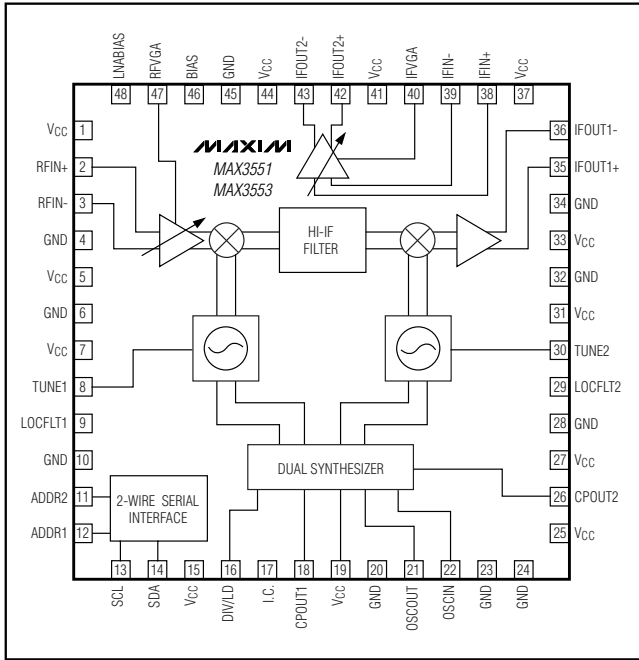 LNABIAS
RFVGA
BIAS
GND
VCC
IFOUT2-
IFOUT2+
VCC
IFVGA
IFIN-
IFIN+
VCC
48 47 46 45 44 43 42 41 40 39 38 37
VCC 1
RFIN+ 2
RFIN- 3
GND 4
VCC 5
GND 6
VCC 7
TUNE1 8
LOCFLT1 9
GND 10
ADDR2 11
ADDR1 12
MAXIM
MAX3551
MAX3553
HI-IF
FILTER
DUAL SYNTHESIZER
2-WIRE SERIAL
INTERFACE
36 IFOUT1-
35 IFOUT1+
34 GND
33 VCC
32 GND
31 VCC
30 TUNE2
29 LOCFLT2
28 GND
27 VCC
26 CPOUT2
25 VCC
13 14 15 16 17 18 19 20 21 22 23 24
SCL
SDA
VCC
DIV/LD
I.C.
CPOUT1
VCC
GND
OSCOUT
OSCIN
GND
GND